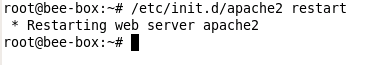 root@bee-box:~# /etc/init.d/apache2 restart
 * Restarting web server apache2
root@bee-box:~#